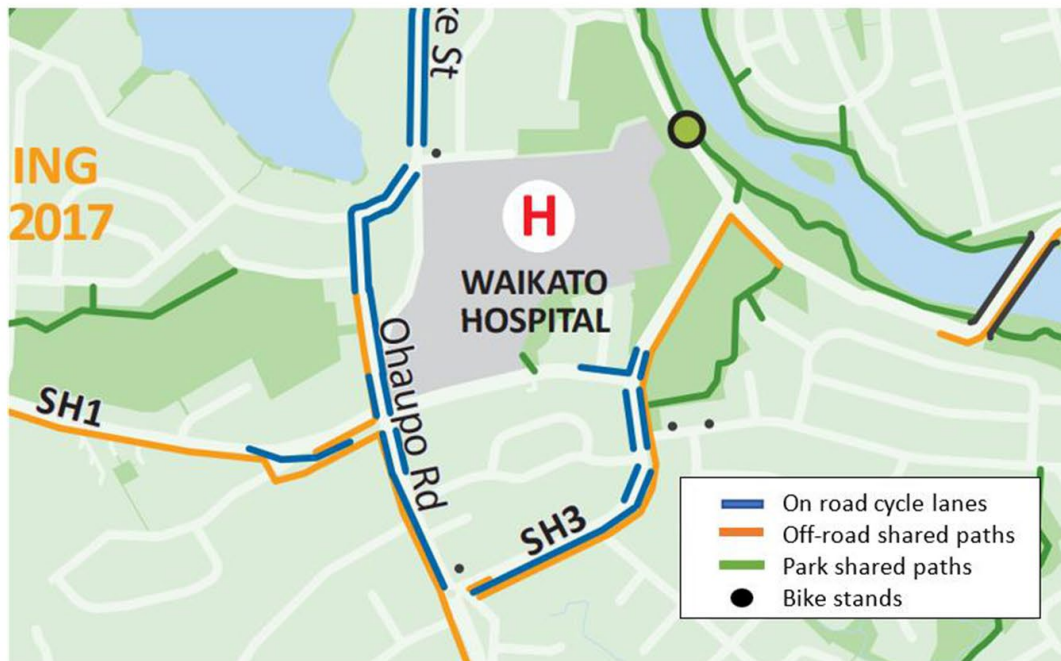 ke St
ING
2017
H
WAIKATO
HOSPITAL
Ohaupo Rd
SH1
SH3
On road cycle lanes
Off-road shared paths
Park shared paths
Bike stands